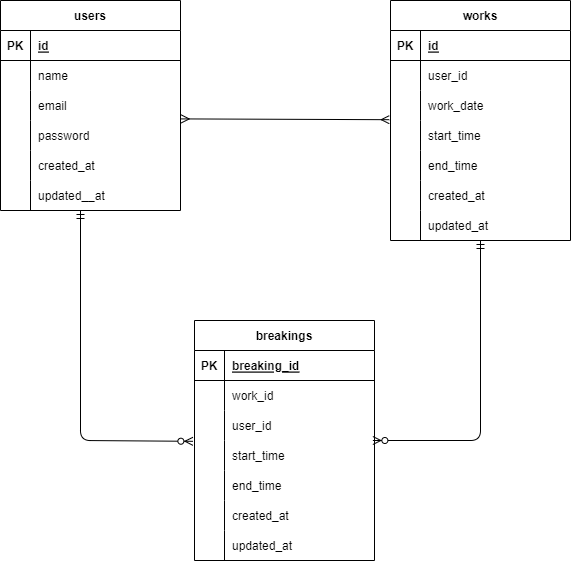 users
PK id
name
email
password
created_at
updated__at
works
PK id
user_id
work_date
start_time
end_time
created_at
updated_at
breakings
PK breaking_id
work_id
user_id
start_time
end_time
created_at
updated_at